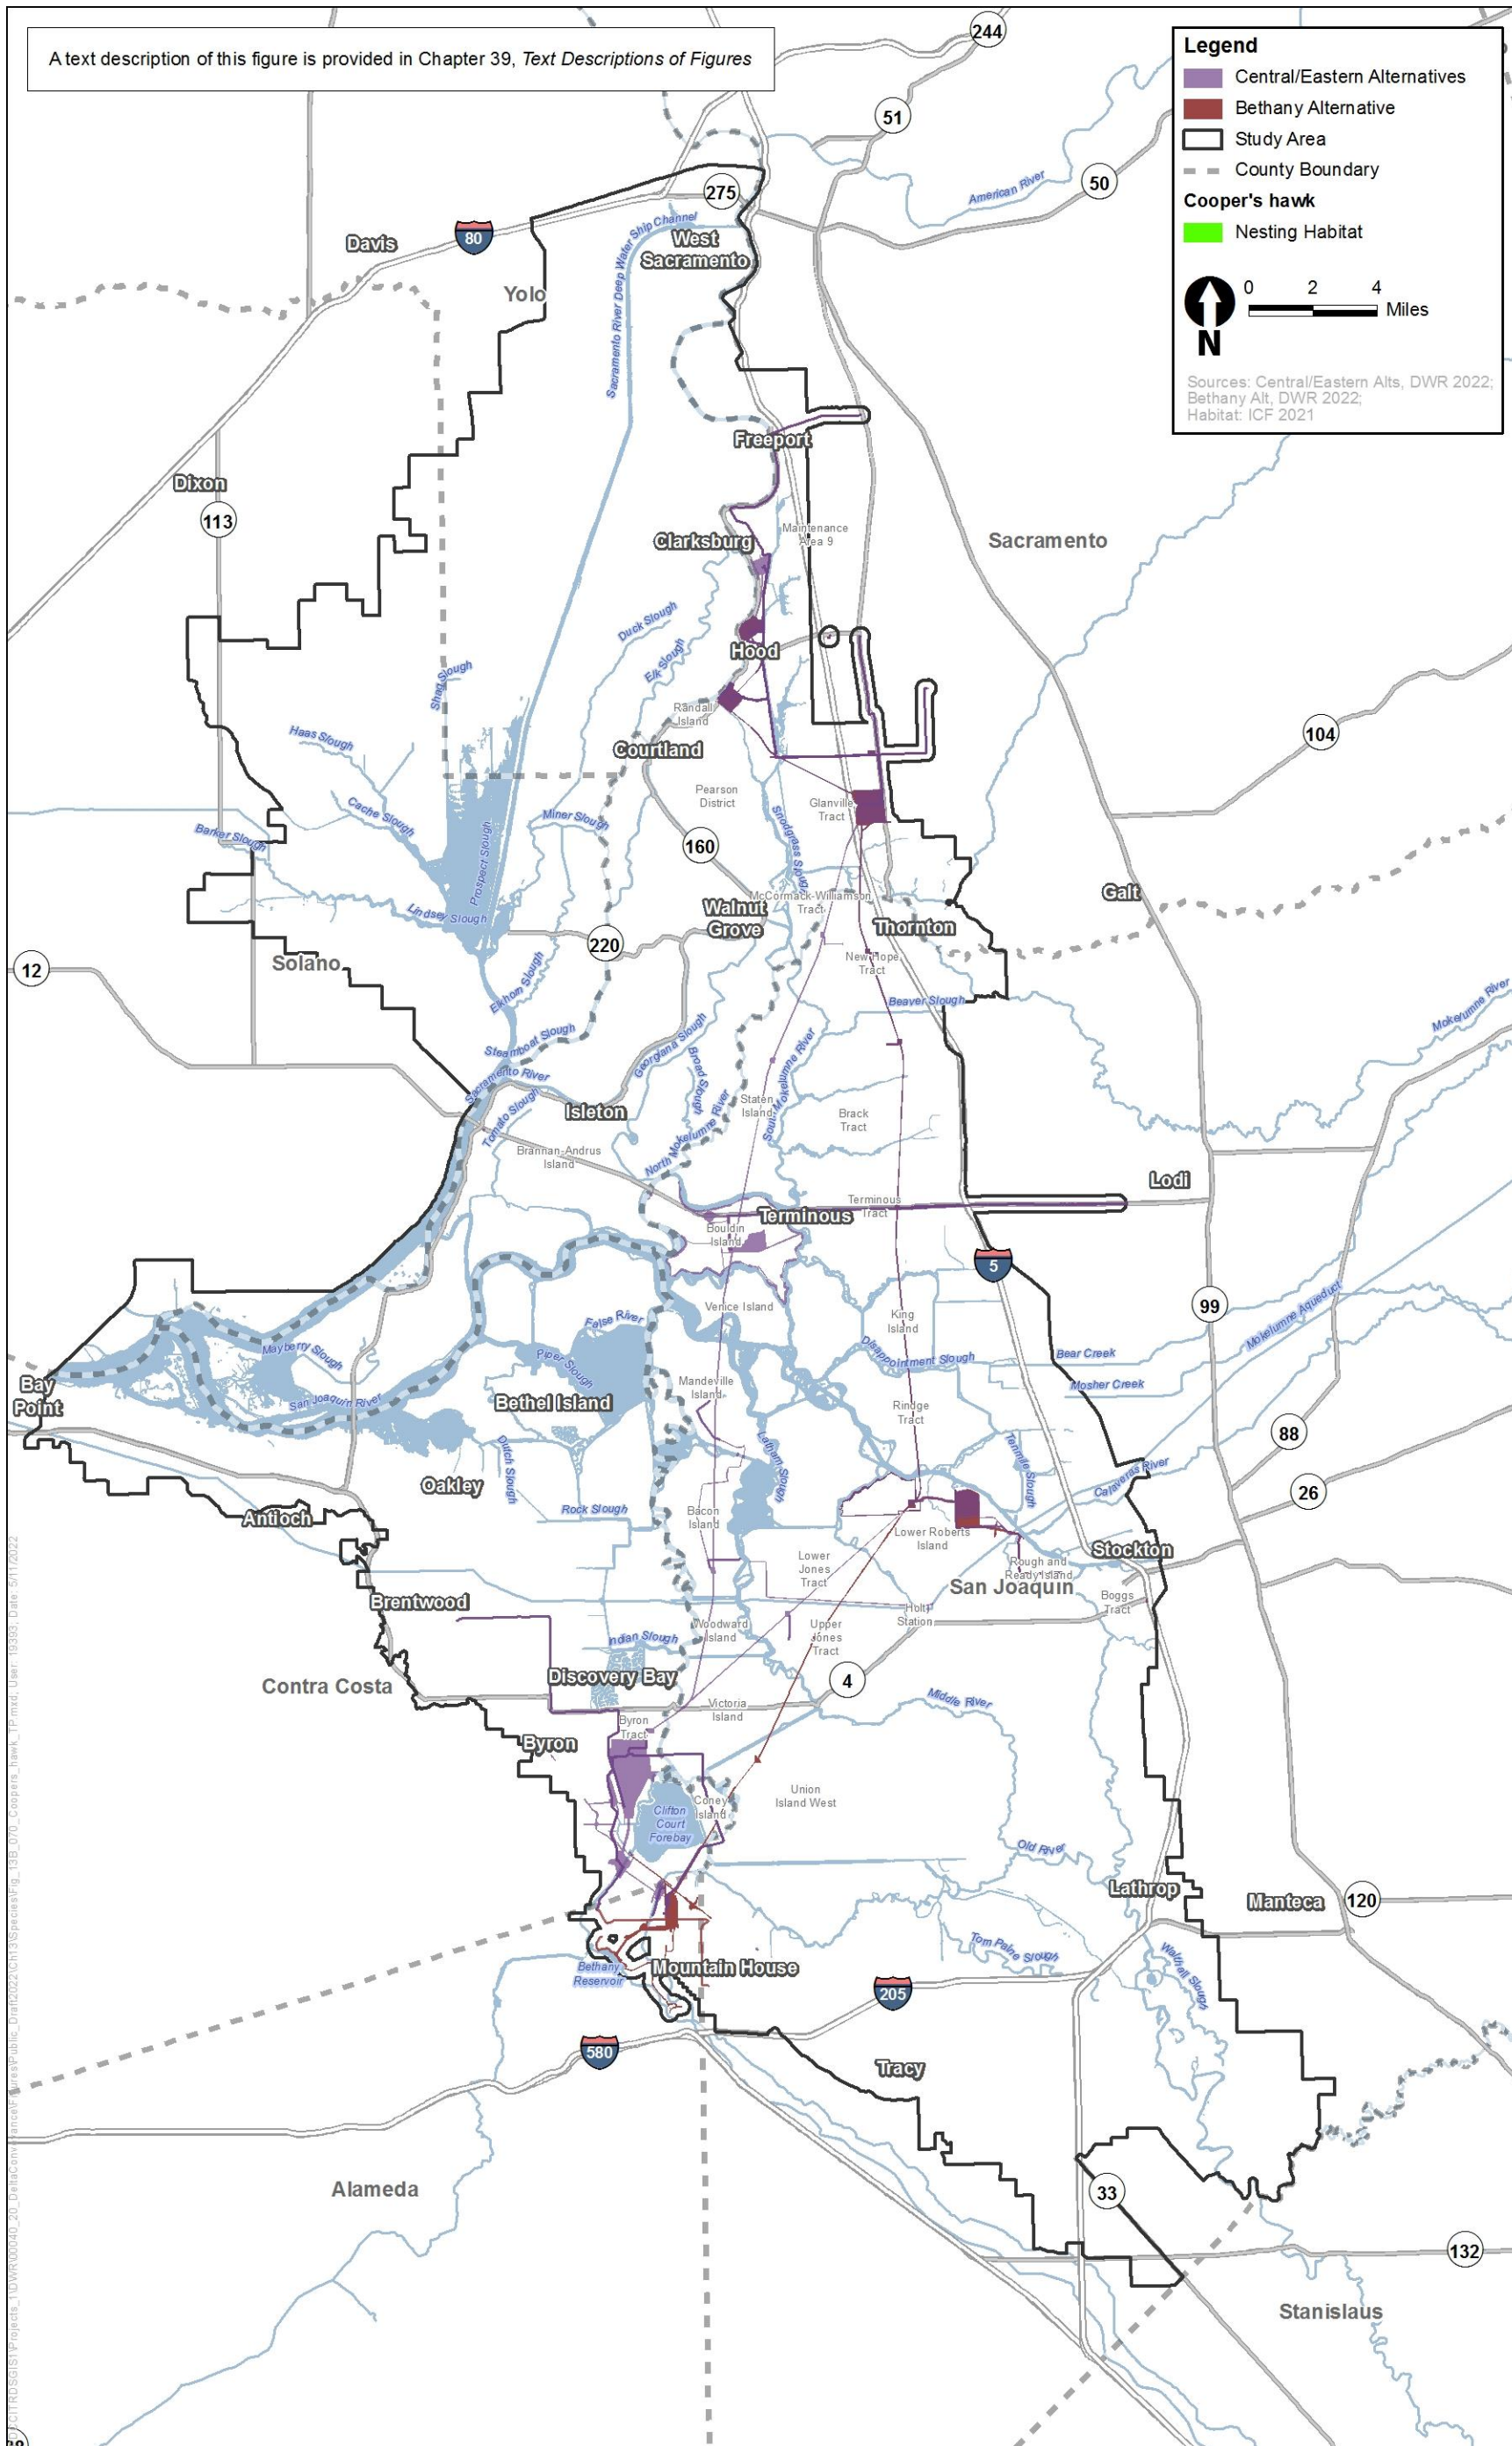 A text description of this figure is provided in Chapter 39, Text Descriptions of Figures
Legend
Central/Eastern Alternatives
Bethany Alternative
Study Area
County Boundary
Cooper's hawk
Nesting Habitat
0 2 4
Miles
N
Sources: Central/Eastern Alts, DWR 2022;
Bethany Alt, DWR 2022;
Habitat: ICF 2021
244
51
50
American River
275
80
Davis
West
Sacramento
Sacramento River Deep Water Ship Channel
Yolo
Freeport
Dixon
113
Maintenance
Area 9
Clarksburg
Sacramento
Duck Slough
Elk Slough
Hood
Shag Slough
Randall
Island
Haas Slough
Courtland
104
Pearson
District
Glanville
Tract
Cache Slough
Miner Slough
Snodgrass Slough
Barker Slough
Prospect Slough
160
McCormack-Williamson
Tract
Galt
Lindsey Slough
Walnut
Grove
Thornton
220
12
Solano
New Hope
Tract
Elkhorn Slough
Beaver Slough
Mokelumne River
Steamboat Slough
Georgiana Slough
Sacramento River
Broad Slough
South Mokelumne River
Staten
Island
Isleton
Tomato Slough
Brack
Tract
North Mokelumne River
Brannan-Andrus
Island
Lodi
Terminous
Tract
Terminous
Bouldin
Island
5
99
Venice Island
King
Island
False River
Mokelumne Aqueduct
Mayberry Slough
Piper Slough
Disappointment Slough
Bear Creek
Bay
Point
Mandeville
Island
Mosher Creek
San Joaquin River
Bethel Island
Rindge
Tract
88
Dutch Slough
Latham Slough
Tenmile Slough
Calaveras River
Oakley
26
Antioch
Rock Slough
Bacon
Island
Lower Roberts
Island
Stockton
Lower
Jones
Tract
Rough and
Ready Island
San Joaquin
Brentwood
Boggs
Tract
Holt
Station
Woodward
Island
Upper
Jones
Tract
Indian Slough
Contra Costa
Discovery Bay
4
Middle River
Victoria
Island
Byron
Tract
Byron
Union
Island West
Coney
Island
Clifton
Court
Forebay
Old River
Lathrop
Manteca
120
Tom Paine Slough
Walthall Slough
Bethany
Reservoir
Mountain House
205
580
Tracy
Alameda
33
132
Stanislaus